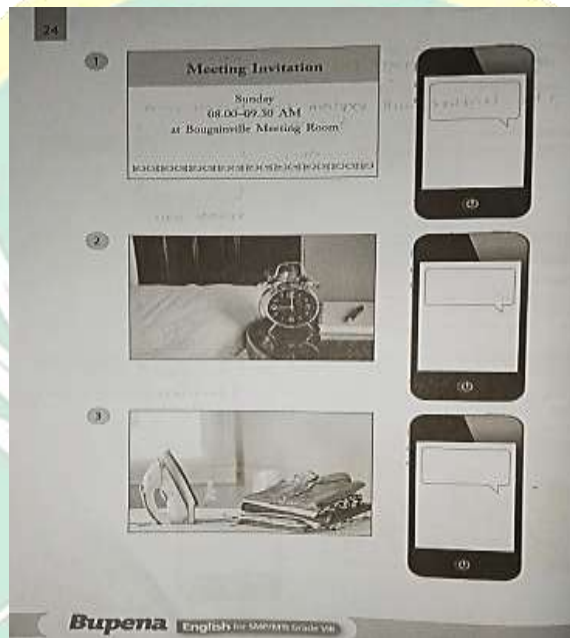 24
1
Meeting Invitation
Sunday
08.00–09.30 AM
at Bougainville Meeting Room
2
3
Bupena English for SMP/MTs Grade VIII